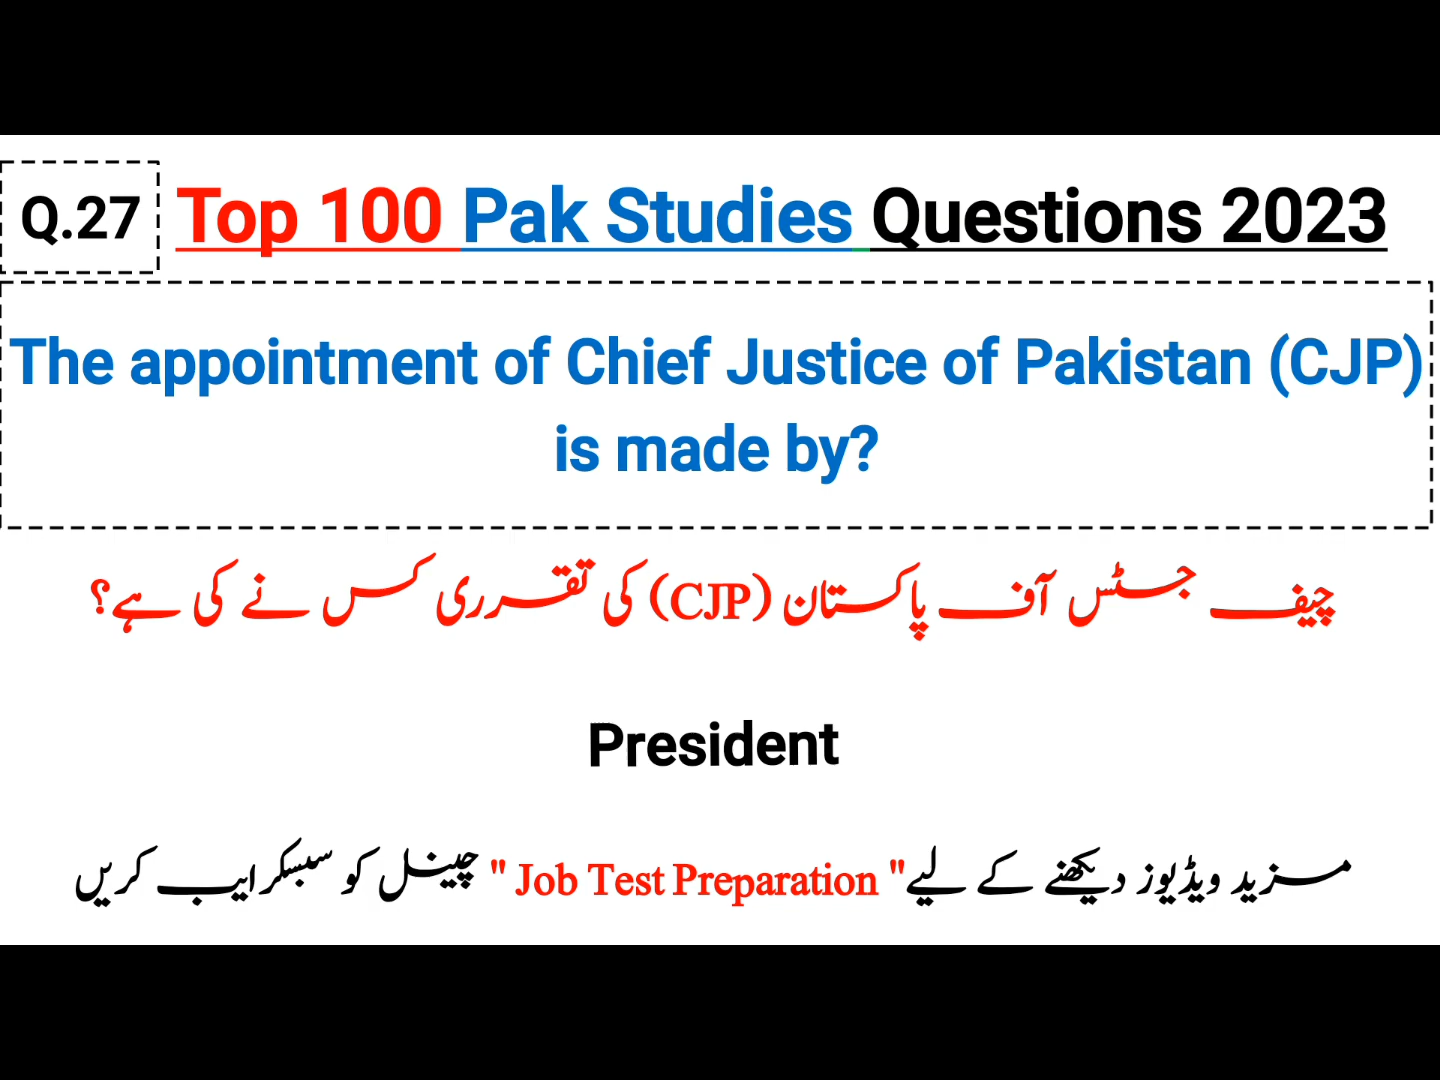 Q.27 Top 100 Pak Studies Questions 2023
The appointment of Chief Justice of Pakistan (CJP)
is made by?
چیف جسٹس آف پاکستان (CJP) کی تقرری کس نے کی ہے؟
President
مزید ویڈیوز دیکھنے کے لیے" Job Test Preparation " چینل کو سبسکرایب کریں